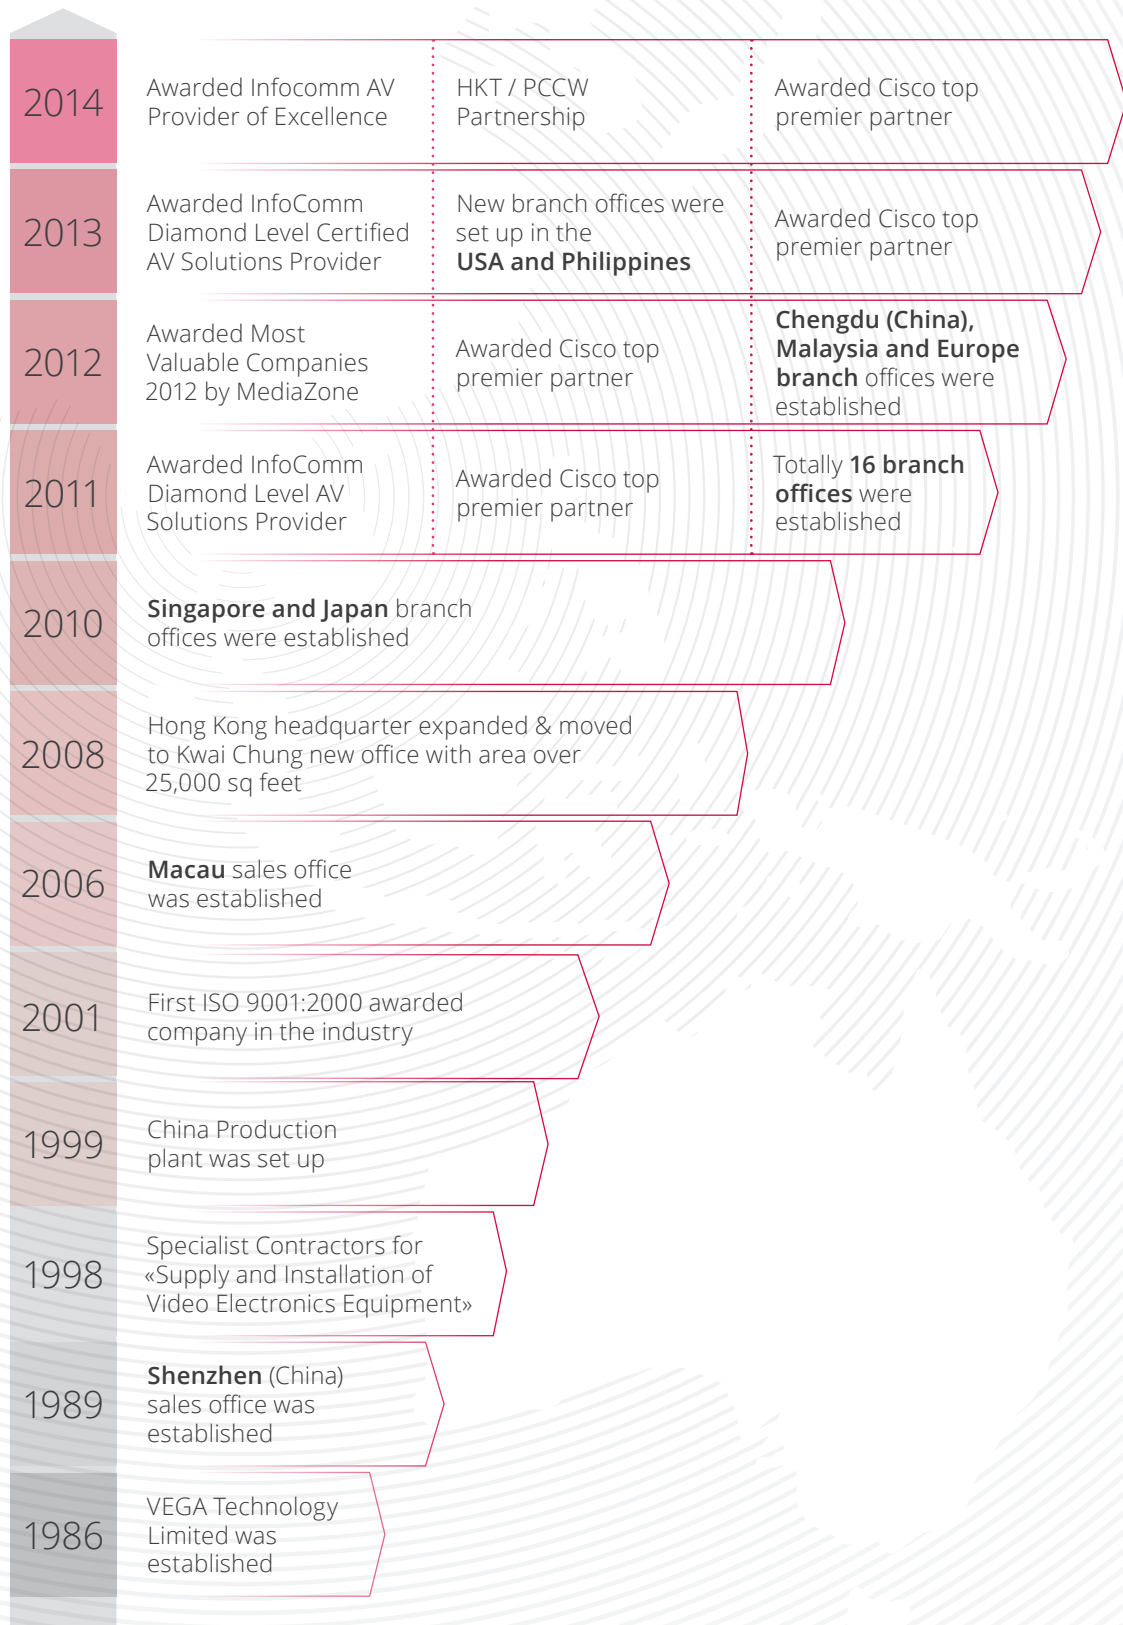 2014
Awarded Infocomm AV
Provider of Excellence
HKT / PCCW
Partnership
Awarded Cisco top
premier partner
2013
Awarded InfoComm
Diamond Level Certified
AV Solutions Provider
New branch offices were
set up in the
USA and Philippines
Awarded Cisco top
premier partner
2012
Awarded Most
Valuable Companies
2012 by MediaZone
Awarded Cisco top
premier partner
Chengdu (China),
Malaysia and Europe
branch offices were
established
2011
Awarded InfoComm
Diamond Level AV
Solutions Provider
Awarded Cisco top
premier partner
Totally 16 branch
offices were
established
2010
Singapore and Japan branch
offices were established
2008
Hong Kong headquarter expanded & moved
to Kwai Chung new office with area over
25,000 sq feet
2006
Macau sales office
was established
2001
First ISO 9001:2000 awarded
company in the industry
1999
China Production
plant was set up
1998
Specialist Contractors for
«Supply and Installation of
Video Electronics Equipment»
1989
Shenzhen (China)
sales office was
established
1986
VEGA Technology
Limited was
established